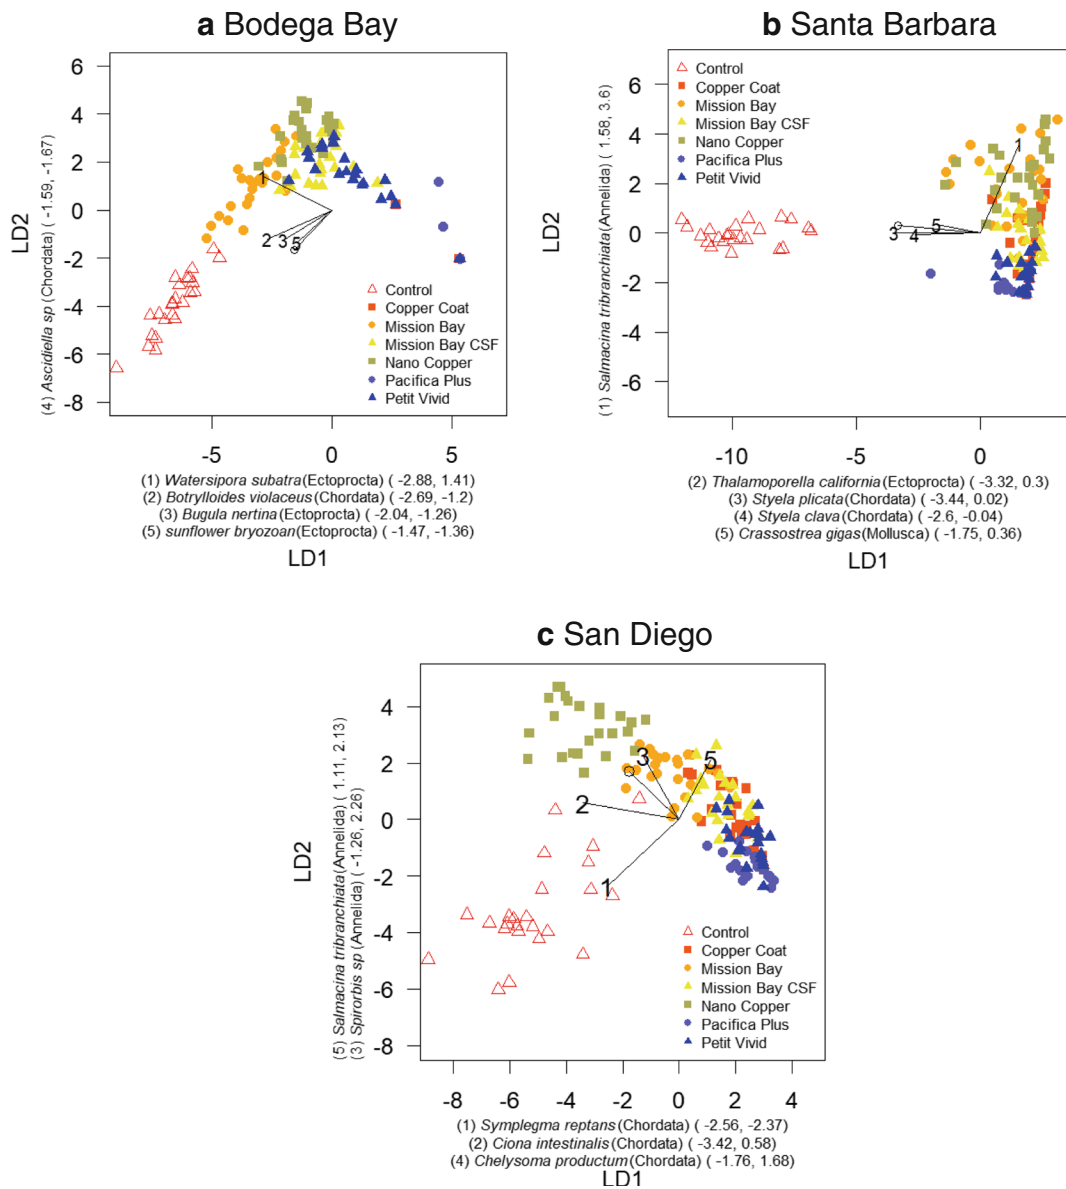 a Bodega Bay
6
4
2
0
-2
-4
-6
-8
LD2
(4) Ascidiella sp (Chordata) ( -1.59, -1.67)
1
2
3
5
Control
Copper Coat
Mission Bay
Mission Bay CSF
Nano Copper
Pacifica Plus
Petit Vivid
-5 0 5
(1) Watersipora subatra(Ectoprocta) ( -2.88, 1.41)
(2) Botrylloides violaceus(Chordata) ( -2.69, -1.2)
(3) Bugula nertina(Ectoprocta) ( -2.04, -1.26)
(5) sunflower bryozoan(Ectoprocta) ( -1.47, -1.36)
LD1
b Santa Barbara
6
4
2
0
-2
-4
-6
LD2
(1) Salmacina tribranchiata(Annelida) ( 1.58, 3.6)
Control
Copper Coat
Mission Bay
Mission Bay CSF
Nano Copper
Pacifica Plus
Petit Vivid
1
5
3
4
-10 -5 0
(2) Thalamoporella california(Ectoprocta) ( -3.32, 0.3)
(3) Styela plicata(Chordata) ( -3.44, 0.02)
(4) Styela clava(Chordata) ( -2.6, -0.04)
(5) Crassostrea gigas(Mollusca) ( -1.75, 0.36)
LD1
c San Diego
4
2
0
-2
-4
-6
-8
LD2
(5) Salmacina tribranchiata(Annelida) ( 1.11, 2.13)
(3) Spirorbis sp (Annelida) ( -1.26, 2.26)
3
5
2
1
Control
Copper Coat
Mission Bay
Mission Bay CSF
Nano Copper
Pacifica Plus
Petit Vivid
-8 -6 -4 -2 0 2 4
(1) Symplegma reptans(Chordata) ( -2.56, -2.37)
(2) Ciona intestinalis(Chordata) ( -3.42, 0.58)
(4) Chelysoma productum(Chordata) ( -1.76, 1.68)
LD1